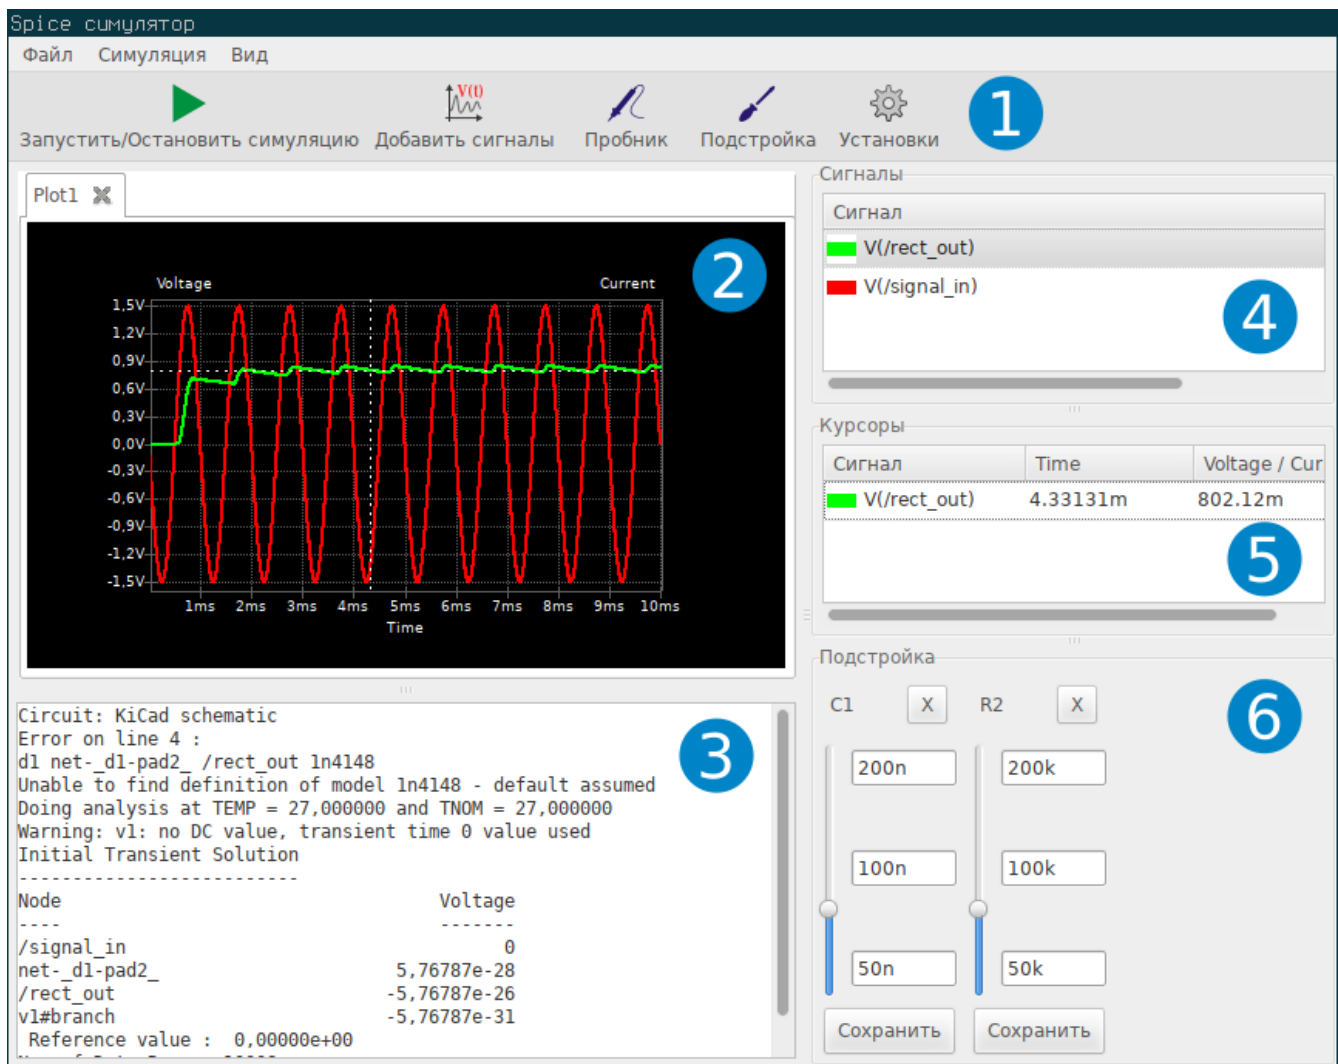 Spice симулятор
Файл Симуляция Вид
V(t)
Запустить/Остановить симуляцию Добавить сигналы Пробник Подстройка Установки
1
Plot1
2
Voltage Current
1,5V
1,2V
0,9V
0,6V
0,3V
0,0V
-0,3V
-0,6V
-0,9V
-1,2V
-1,5V
1ms 2ms 3ms 4ms 5ms 6ms 7ms 8ms 9ms 10ms
Time
Circuit: KiCad schematic
Error on line 4 :
d1 net-_d1-pad2_ /rect_out 1n4148
Unable to find definition of model 1n4148 - default assumed
Doing analysis at TEMP = 27,000000 and TNOM = 27,000000
Warning: v1: no DC value, transient time 0 value used
Initial Transient Solution
--------------------------
Node Voltage
---- -------
/signal_in 0
net-_d1-pad2_ 5,76787e-28
/rect_out -5,76787e-26
v1#branch -5,76787e-31
Reference value : 0,00000e+00
3
Сигналы
Сигнал
V(/rect_out)
V(/signal_in)
4
Курсоры
Сигнал Time Voltage / Cur
V(/rect_out) 4.33131m 802.12m
5
Подстройка
C1 X R2 X
6
200n 200k
100n 100k
50n 50k
Сохранить Сохранить